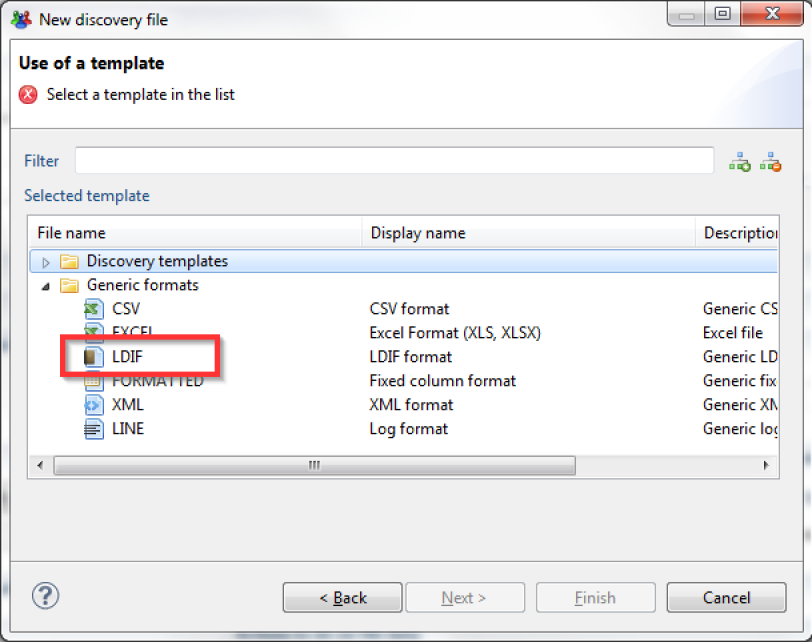 New discovery file
Use of a template
Select a template in the list
Filter
Selected template
File name Display name Description
Discovery templates
Generic formats
CSV CSV format Generic CS
EXCEL Excel Format (XLS, XLSX) Excel file
LDIF LDIF format Generic LD
FORMATTED Fixed column format Generic fix
XML XML format Generic XM
LINE Log format Generic log
< Back Next > Finish Cancel